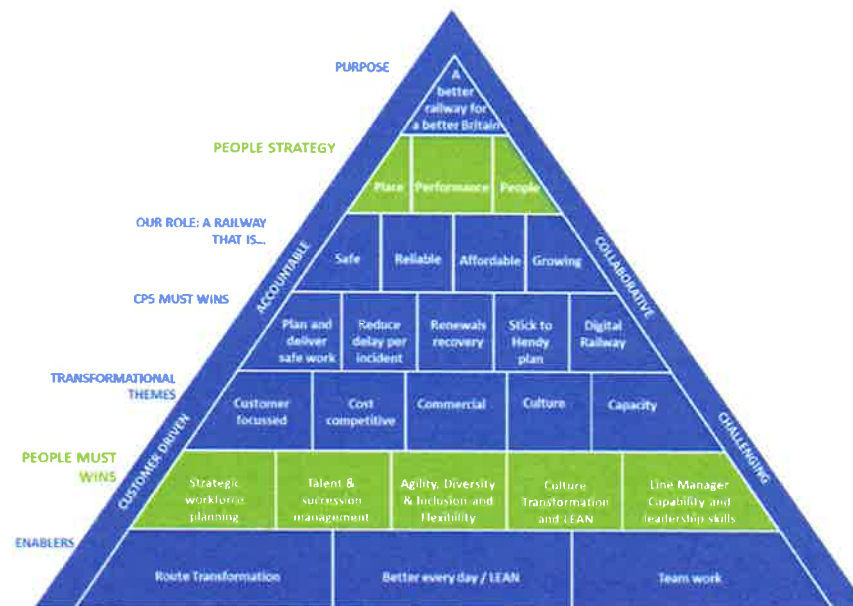 PURPOSE
A
better
railway for
a better Britain
PEOPLE STRATEGY
Place
Performance
People
OUR ROLE: A RAILWAY
THAT IS...
Safe
Reliable
Affordable
Growing
ACCOUNTABLE
COLLABORATIVE
CP5 MUST WINS
Plan and
deliver
safe work
Reduce
delay per
incident
Renewals
recovery
Stick to
Hendy
plan
Digital
Railway
TRANSFORMATIONAL
THEMES
Customer
focussed
Cost
competitive
Commercial
Culture
Capacity
CUSTOMER DRIVEN
CHALLENGING
PEOPLE MUST
WINS
Strategic
workforce
planning
Talent &
succession
management
Agility, Diversity
& Inclusion and
Flexibility
Culture
Transformation
and LEAN
Line Manager
Capability and
leadership skills
ENABLERS
Route Transformation
Better every day / LEAN
Team work